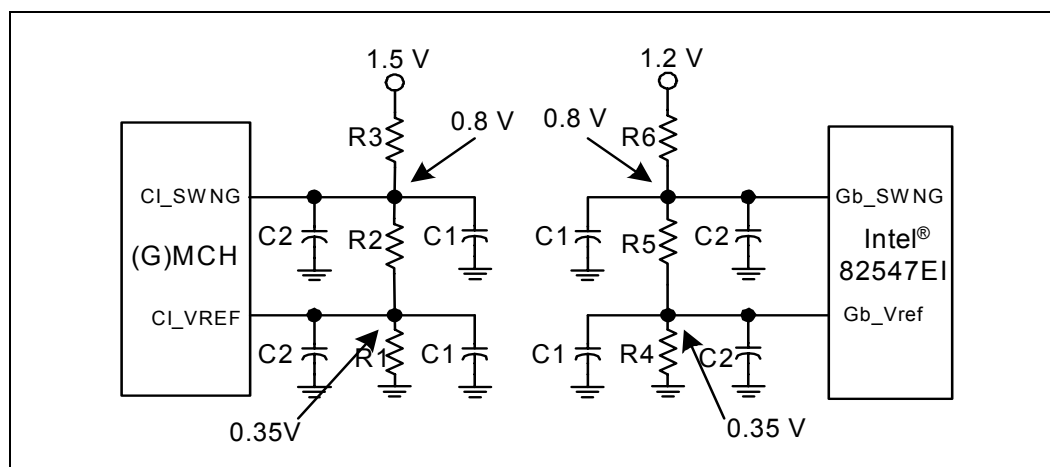 1.5 V
1.2 V
R3
0.8 V
0.8 V
R6
CI_SWNG
Gb_SWNG
C2
R2
C1
C1
R5
C2
(G)MCH
Intel®
82547EI
CI_VREF
Gb_Vref
C2
R1
C1
C1
R4
C2
0.35V
0.35 V